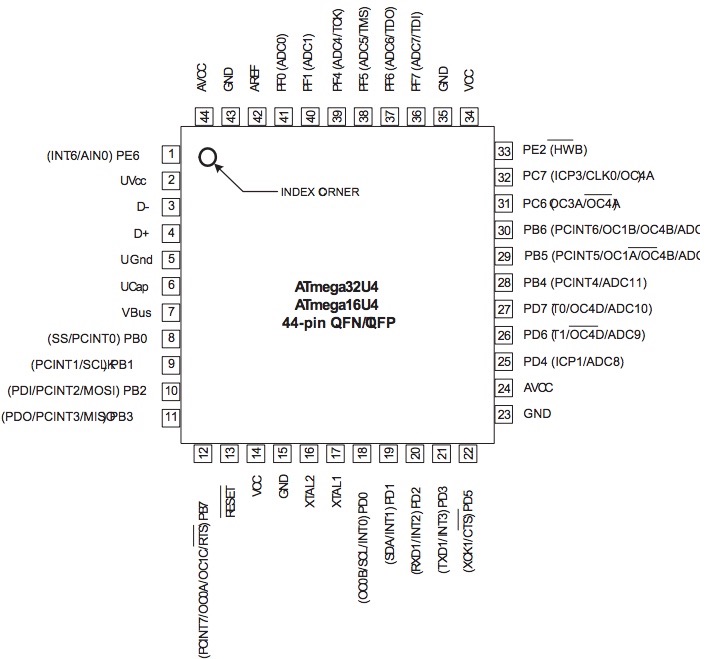 AVCC
GND
AREF
PF0 (ADC0)
PF1 (ADC1)
PF4 (ADC4/TCK)
PF5 (ADC5/TMS)
PF6 (ADC6/TDO)
PF7 (ADC7/TDI)
GND
VCC
44
43
42
41
40
39
38
37
36
35
34
(INT6/AIN0) PE6
1
UVcc
2
D-
3
D+
4
UGnd
5
UCap
6
VBus
7
(SS/PCINT0) PB0
8
(PCINT1/SCLK) PB1
9
(PDI/PCINT2/MOSI) PB2
10
(PDO/PCINT3/MISO) PB3
11
INDEX CORNER
ATmega32U4
ATmega16U4
44-pin QFN/TQFP
33
PE2 (HWB)
32
PC7 (ICP3/CLK0/OC4A)
31
PC6 (OC3A/OC4A)
30
PB6 (PCINT6/OC1B/OC4B/ADC
29
PB5 (PCINT5/OC1A/OC4B/ADC
28
PB4 (PCINT4/ADC11)
27
PD7 (T0/OC4D/ADC10)
26
PD6 (T1/OC4D/ADC9)
25
PD4 (ICP1/ADC8)
24
AVCC
23
GND
12
13
14
15
16
17
18
19
20
21
22
(PCINT7/OC0A/OC1C/RTS) PB7
RESET
VCC
GND
XTAL2
XTAL1
(OC0B/SCL/INT0) PD0
(SDA/INT1) PD1
(RXD1/INT2) PD2
(TXD1/INT3) PD3
(XCK1/CTS) PD5